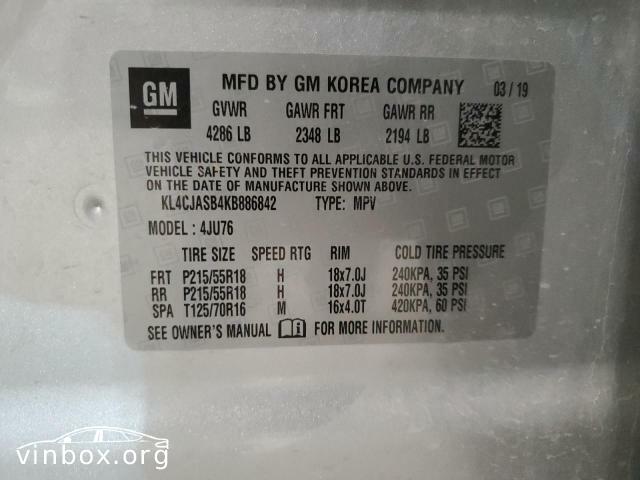 GM
MFD BY GM KOREA COMPANY 03/19
GVWR GAWR FRT GAWR RR
4286 LB 2348 LB 2194 LB
THIS VEHICLE CONFORMS TO ALL APPLICABLE U.S. FEDERAL MOTOR
VEHICLE SAFETY AND THEFT PREVENTION STANDARDS IN EFFECT
ON THE DATE OF MANUFACTURE SHOWN ABOVE.
KL4CJASB4KB886842 TYPE: MPV
MODEL: 4JU76
TIRE SIZE SPEED RTG RIM COLD TIRE PRESSURE
FRT P215/55R18 H 18x7.0J 240KPA, 35 PSI
RR P215/55R18 H 18x7.0J 240KPA, 35 PSI
SPA T125/70R16 M 16x4.0T 420KPA, 60 PSI
SEE OWNER'S MANUAL FOR MORE INFORMATION.
vinbox.org